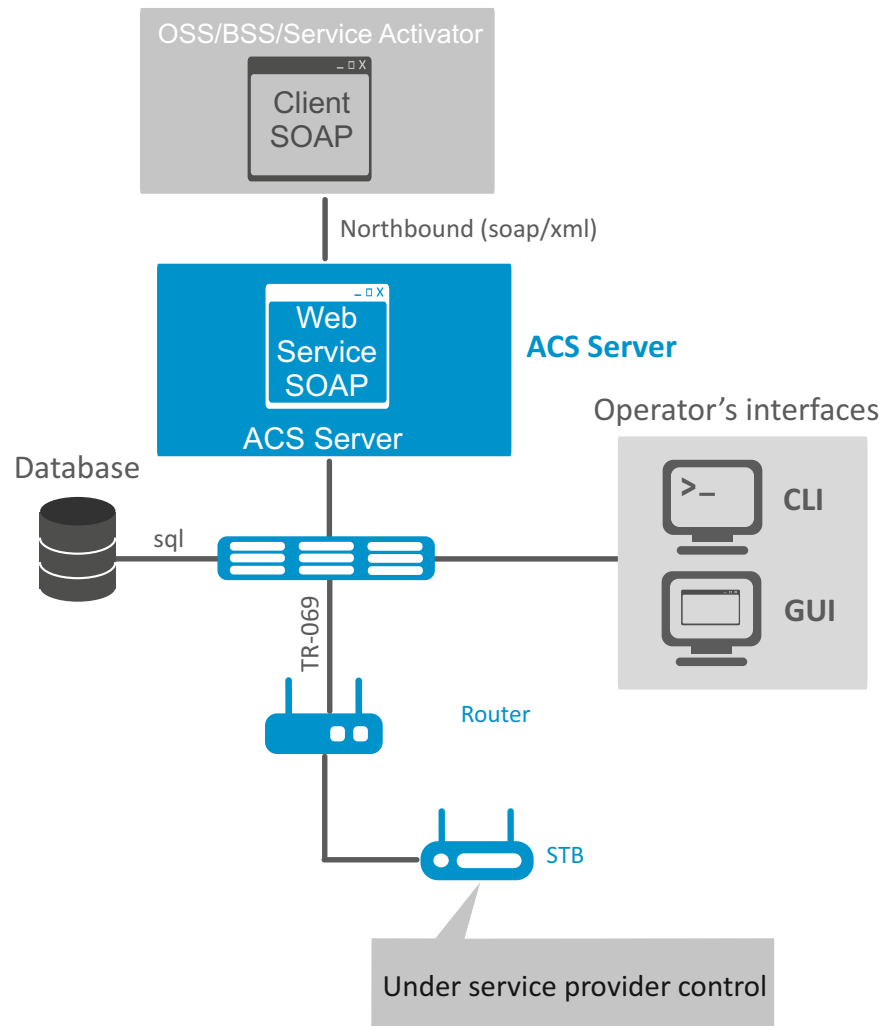 OSS/BSS/Service Activator
Client
SOAP
Northbound (soap/xml)
Web
Service
SOAP
ACS Server
ACS Server
Operator’s interfaces
Database
>_
CLI
sql
GUI
TR-069
Router
STB
Under service provider control